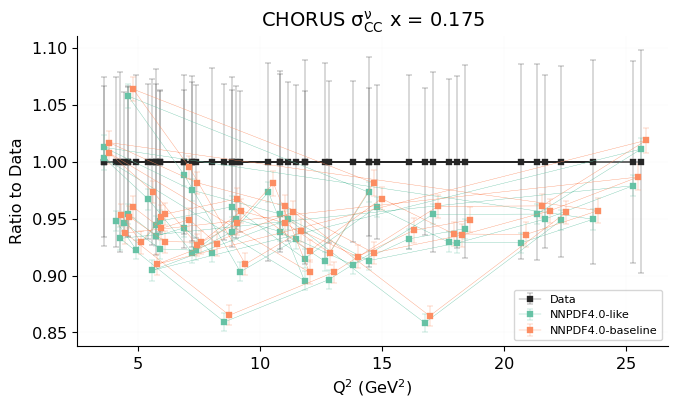 CHORUS σ_CC^ν x = 0.175
1.10
1.05
1.00
0.95
0.90
0.85
Ratio to Data
5
10
15
20
25
Q² (GeV²)
Data
NNPDF4.0-like
NNPDF4.0-baseline